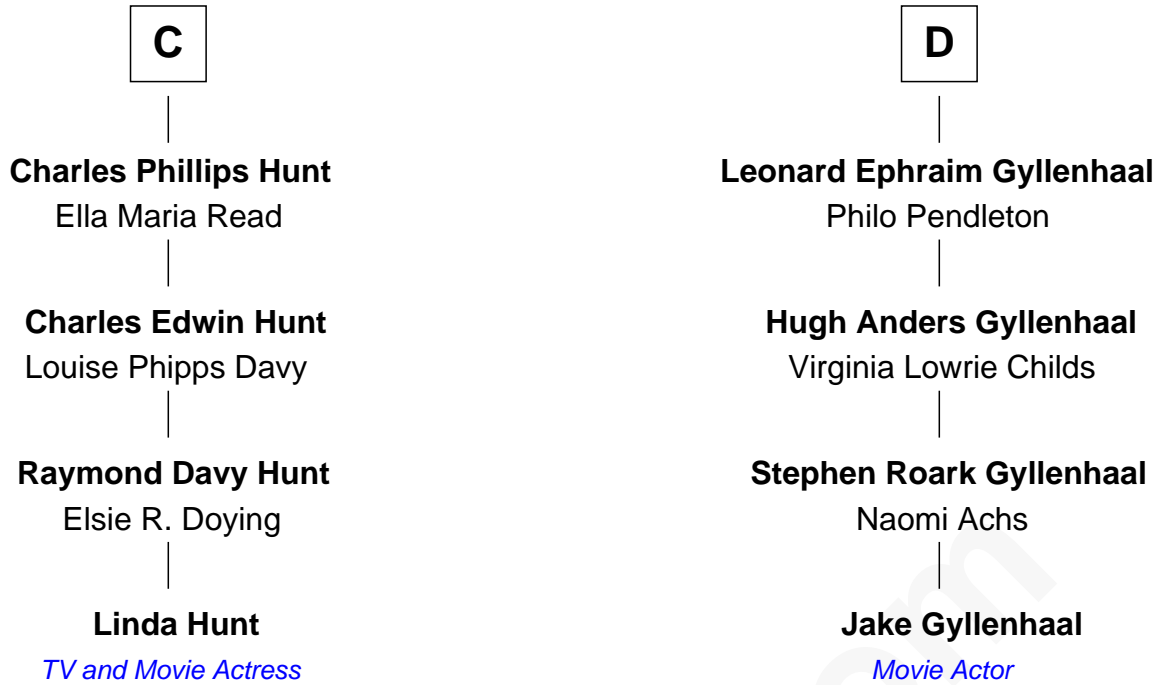 C
Charles Phillips Hunt
Ella Maria Read
Charles Edwin Hunt
Louise Phipps Davy
Raymond Davy Hunt
Elsie R. Doying
Linda Hunt
TV and Movie Actress
D
Leonard Ephraim Gyllenhaal
Philo Pendleton
Hugh Anders Gyllenhaal
Virginia Lowrie Childs
Stephen Roark Gyllenhaal
Naomi Achs
Jake Gyllenhaal
Movie Actor